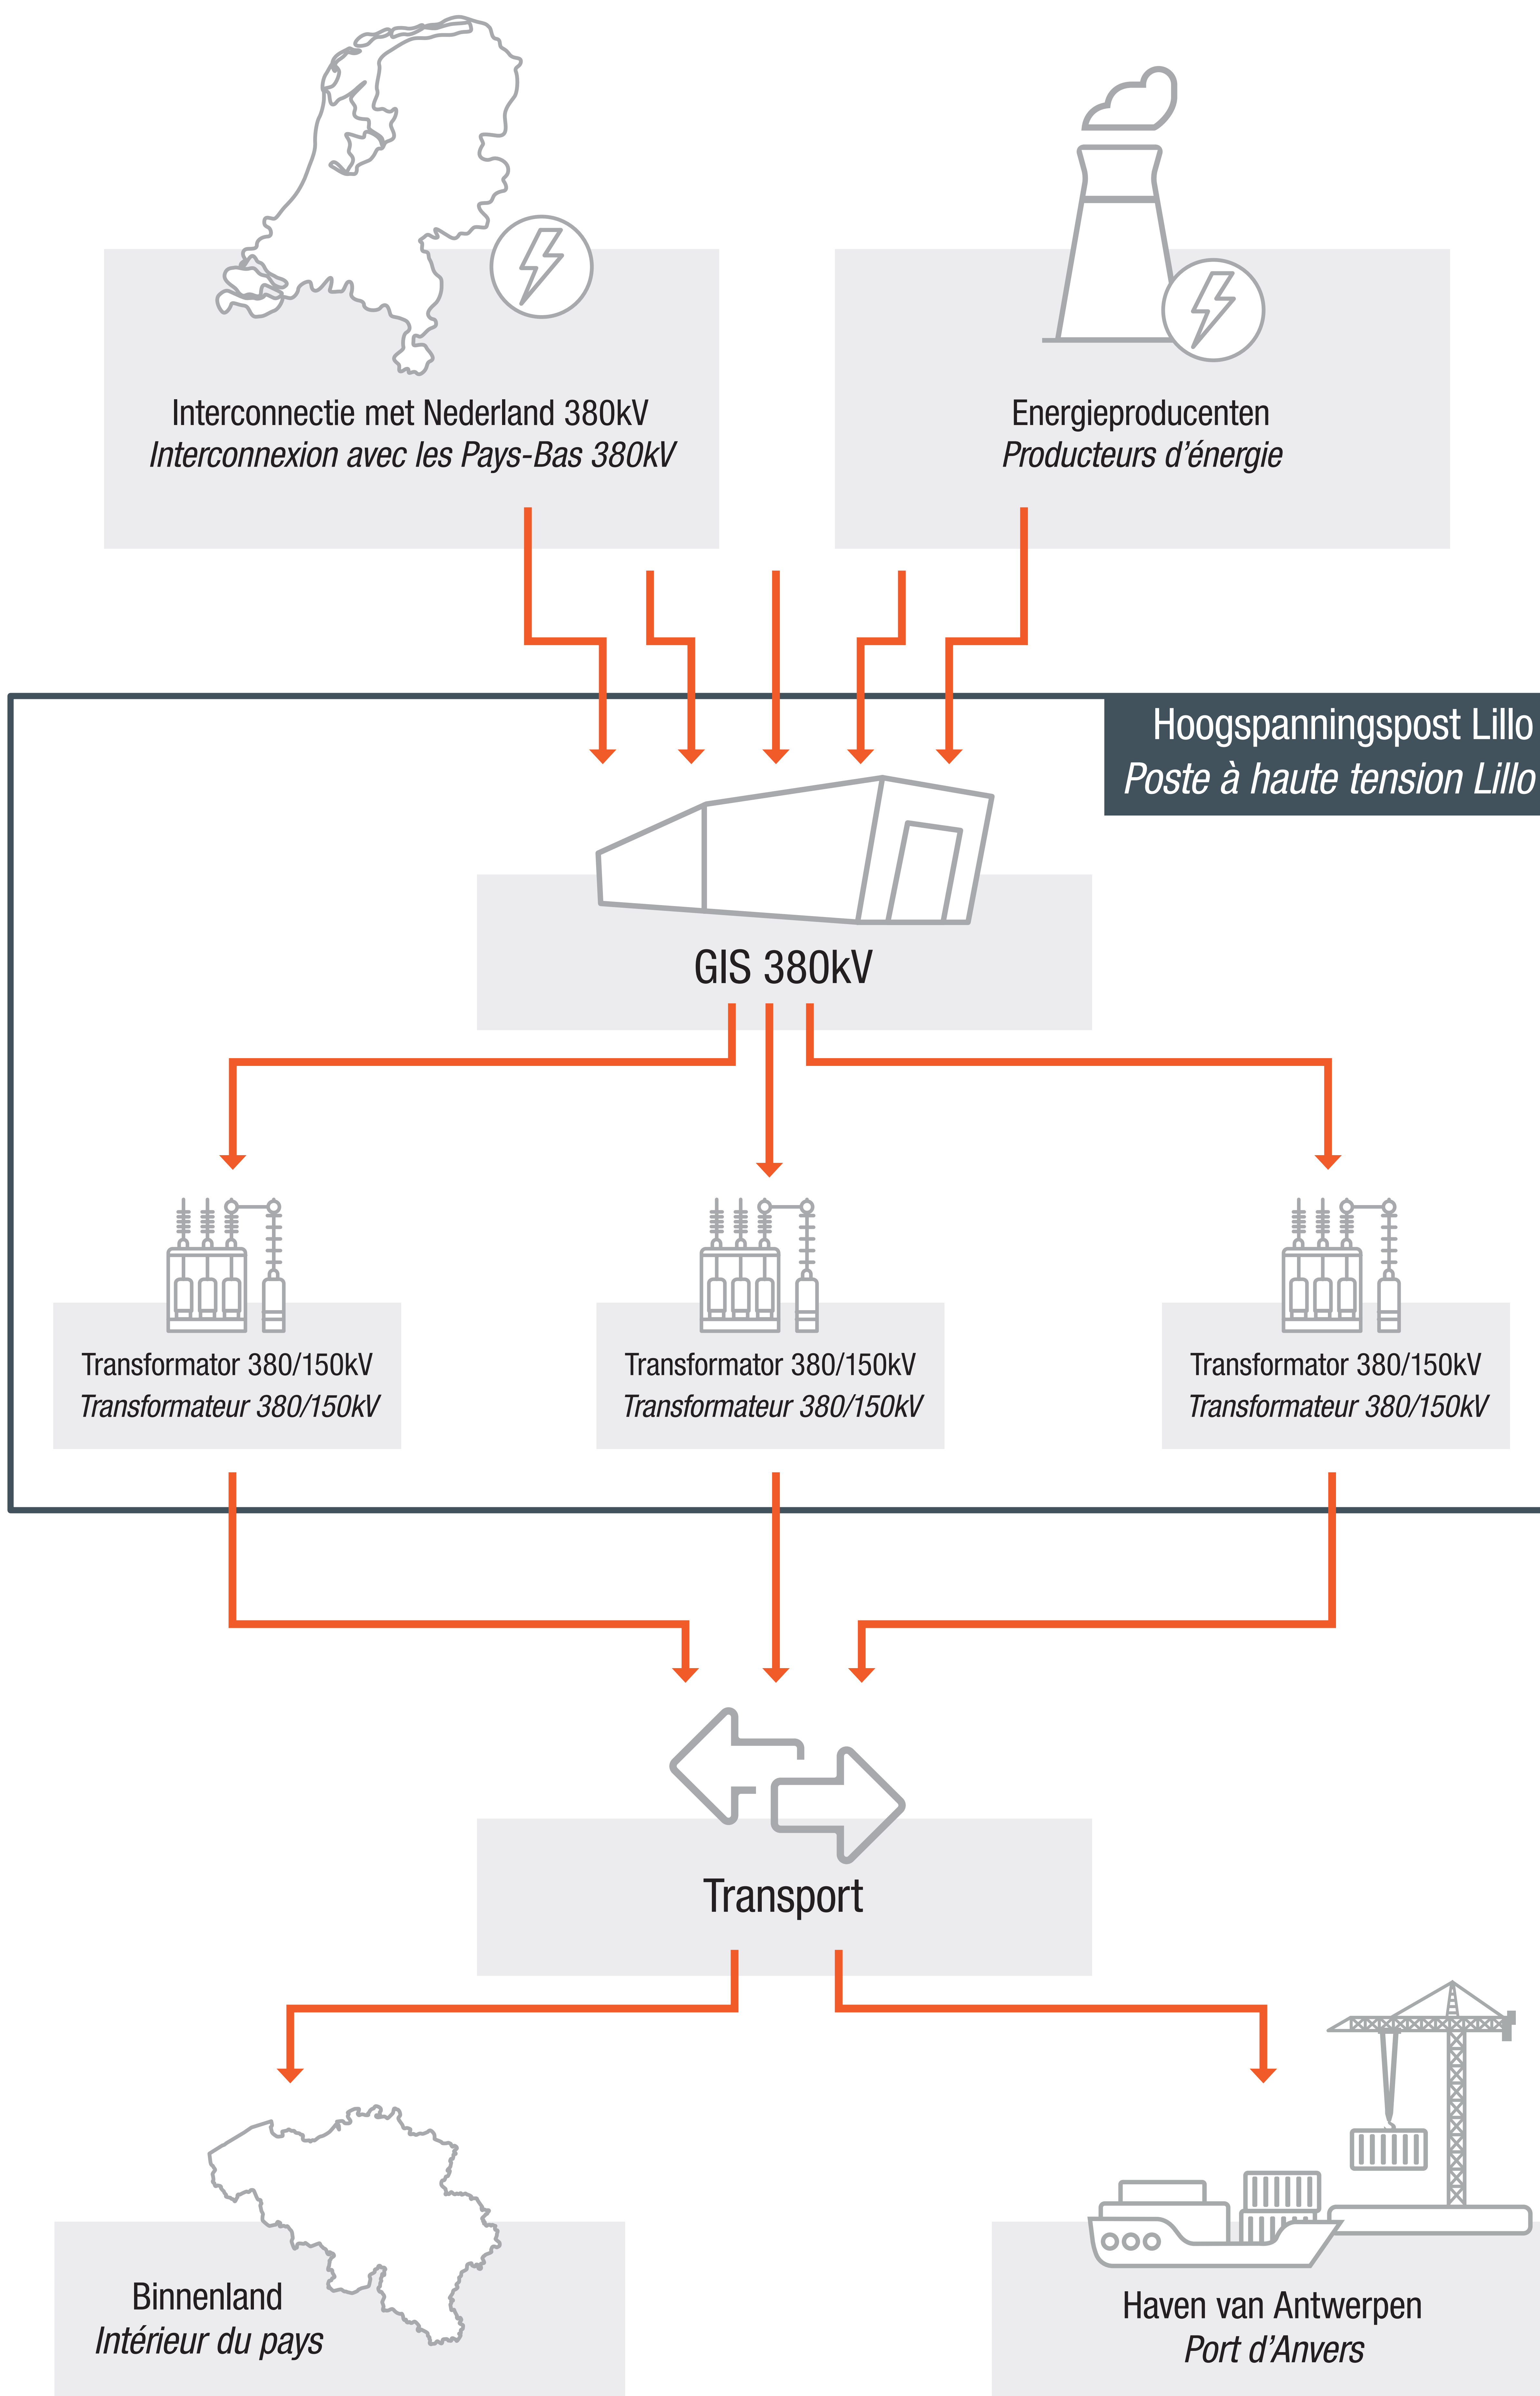 Interconnectie met Nederland 380kV
Interconnexion avec les Pays-Bas 380kV
Energieproducenten
Producteurs d’énergie
Hoogspanningspost Lillo
Poste à haute tension Lillo
GIS 380kV
Transformator 380/150kV
Transformateur 380/150kV
Transformator 380/150kV
Transformateur 380/150kV
Transformator 380/150kV
Transformateur 380/150kV
Transport
Binnenland
Intérieur du pays
Haven van Antwerpen
Port d’Anvers